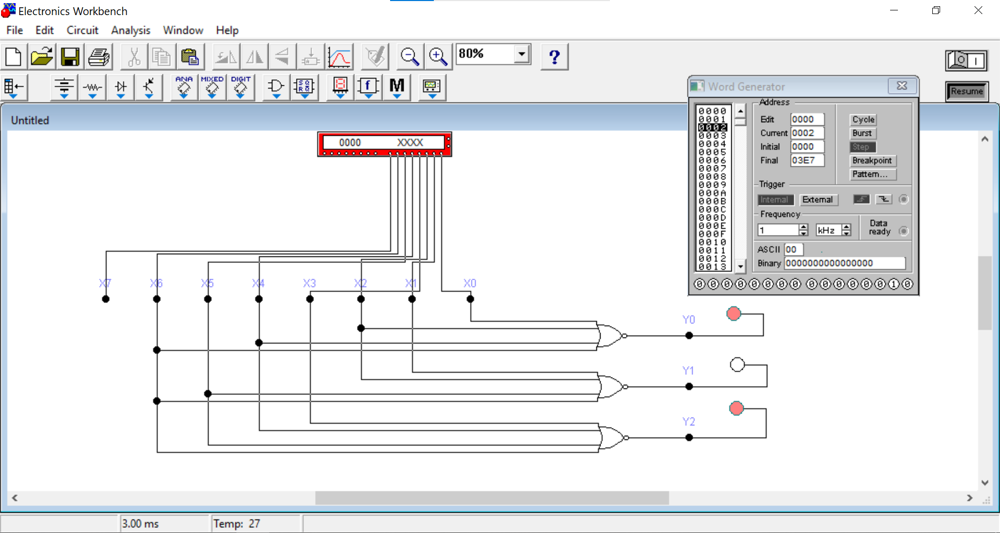 Electronics Workbench
File Edit Circuit Analysis Window Help
80%
?
ANA MIXED DIGIT
M
Resume
Untitled
0000 XXXX
X7 X6 X5 X4 X3 X2 X1 X0
Y0
Y1
Y2
Word Generator
0000
0001
0002
0003
0004
0005
0006
0007
0008
0009
000A
000B
000C
000D
000E
000F
0010
0011
0012
0013
Address
Edit 0000
Current 0002
Initial 0000
Final 03E7
Cycle
Burst
Step
Breakpoint
Pattern...
Trigger
Internal External
Frequency
1 kHz
Data
ready
ASCII 00
Binary 0000000000000000
0 0 0 0 0 0 0 0 0 0 0 0 0 0 1 0
3.00 ms Temp: 27